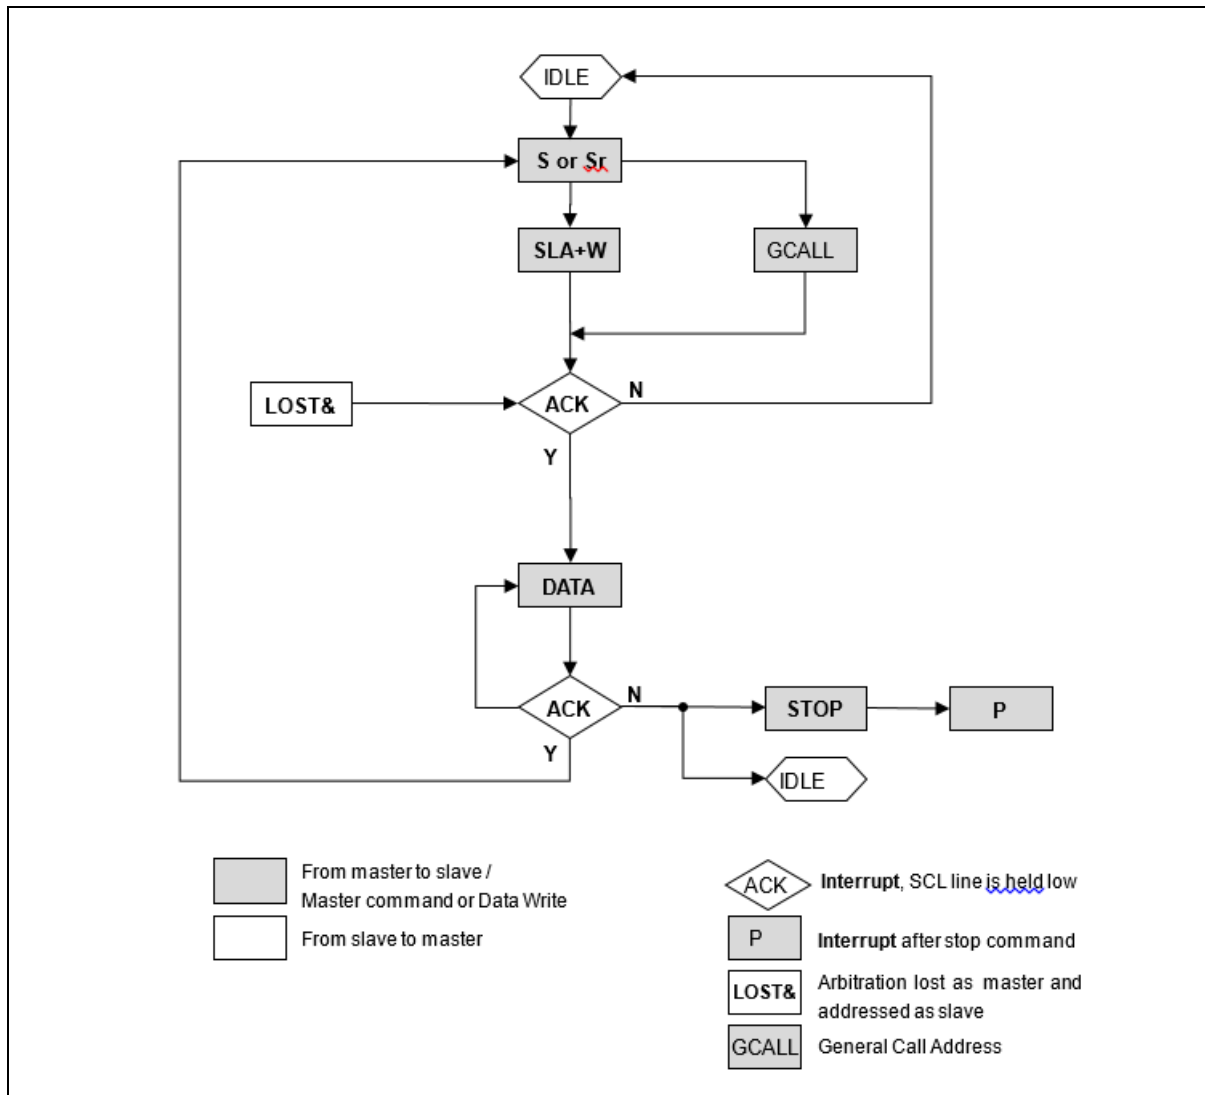 IDLE
S or Sr
SLA+W
GCALL
LOST&
ACK
N
Y
DATA
ACK
N
STOP
P
Y
IDLE
From master to slave /
Master command or Data Write
From slave to master
ACK
Interrupt, SCL line is held low
P
Interrupt after stop command
LOST&
Arbitration lost as master and
addressed as slave
GCALL
General Call Address